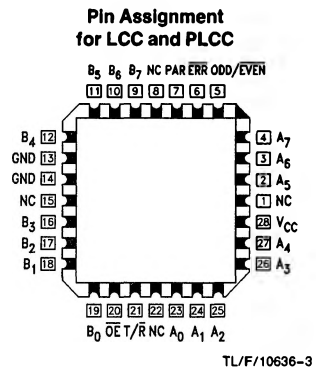 Pin Assignment
for LCC and PLCC
B5 B6 B7 NC PAR E̅R̅R̅ ODD/E̅V̅E̅N̅
11 10 9 8 7 6 5
B4 12
GND 13
GND 14
NC 15
B3 16
B2 17
B1 18
4 A7
3 A6
2 A5
1 NC
28 VCC
27 A4
26 A3
19 20 21 22 23 24 25
B0 O̅E̅ T/R̅ NC A0 A1 A2
TL/F/10636-3